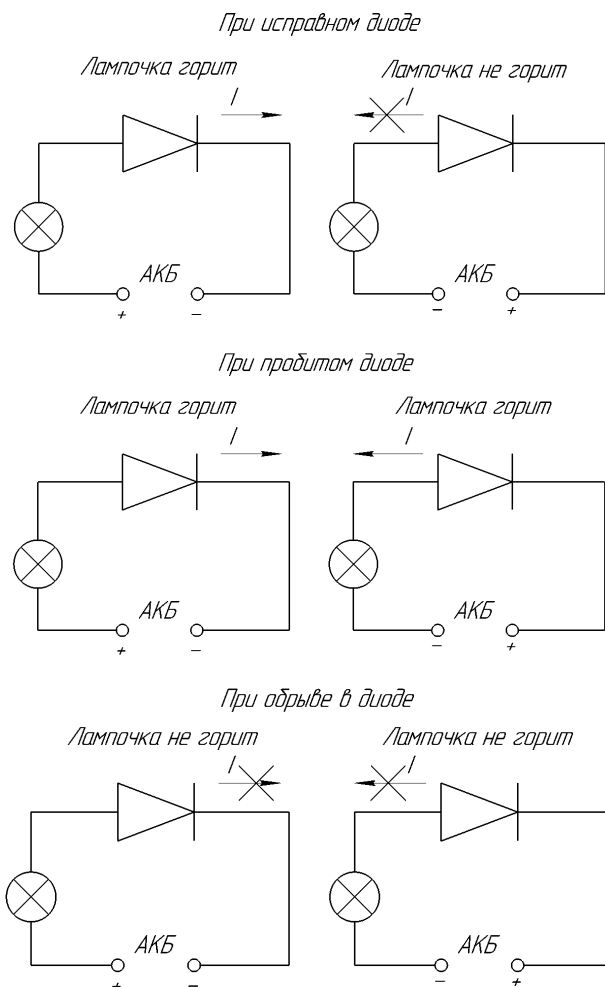 При исправном диоде
Лампочка горит Лампочка не горит
I I
АКБ АКБ
+ − − +
При пробитом диоде
Лампочка горит Лампочка горит
I I
АКБ АКБ
+ − − +
При обрыве в диоде
Лампочка не горит Лампочка не горит
I I
АКБ АКБ
+ − − +